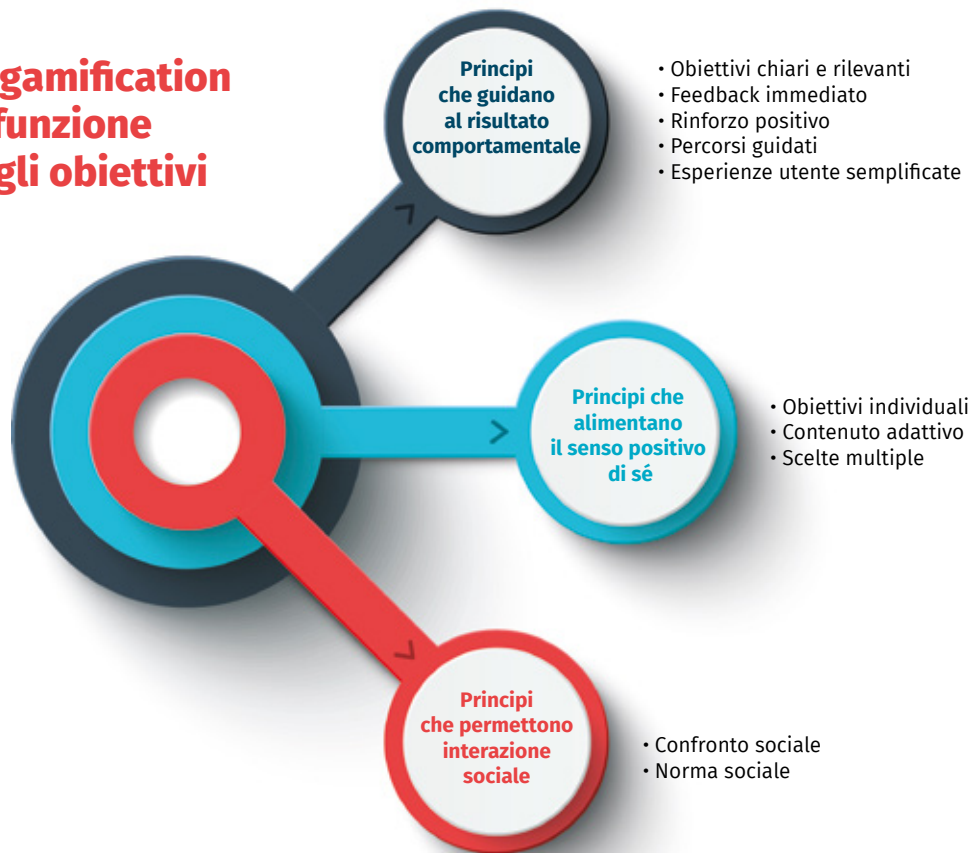 gamification
funzione
gli obiettivi
Principi
che guidano
al risultato
comportamentale
• Obiettivi chiari e rilevanti
• Feedback immediato
• Rinforzo positivo
• Percorsi guidati
• Esperienze utente semplificate
Principi che
alimentano
il senso positivo
di sé
• Obiettivi individuali
• Contenuto adattivo
• Scelte multiple
Principi
che permettono
interazione
sociale
• Confronto sociale
• Norma sociale